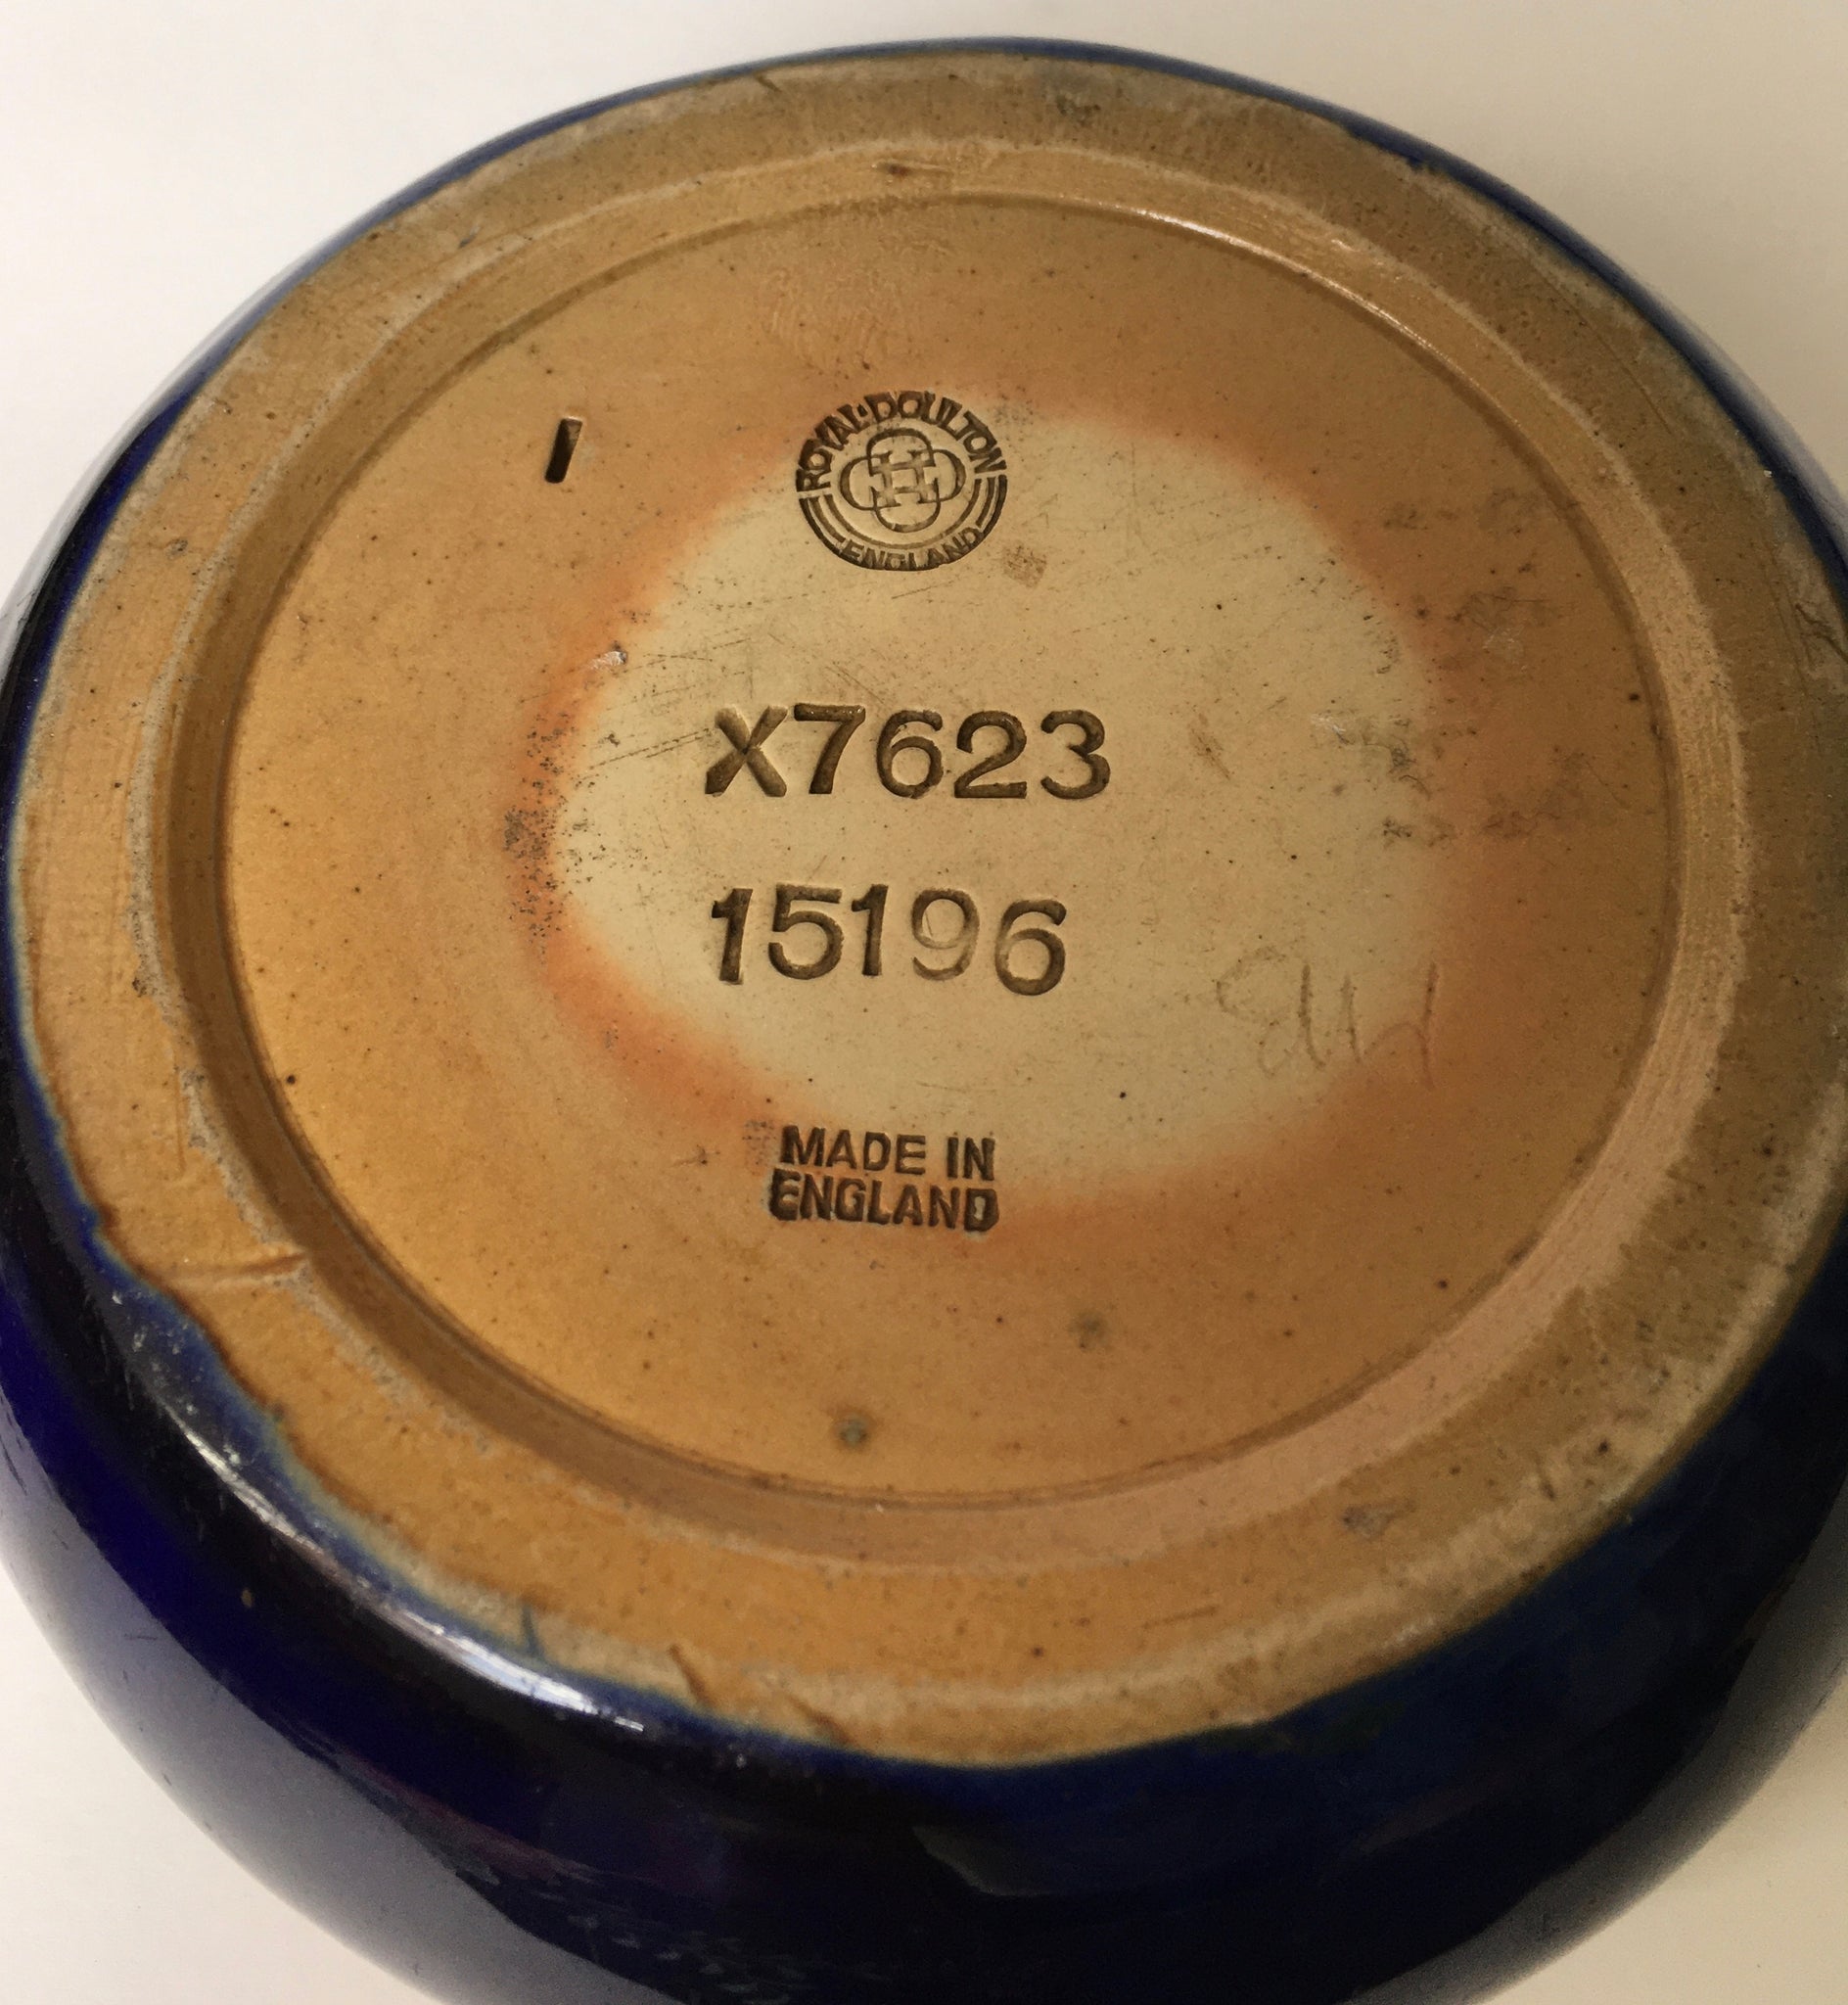 ROYAL·DOULTON
ENGLAND
X7623
15196
MADE IN
ENGLAND